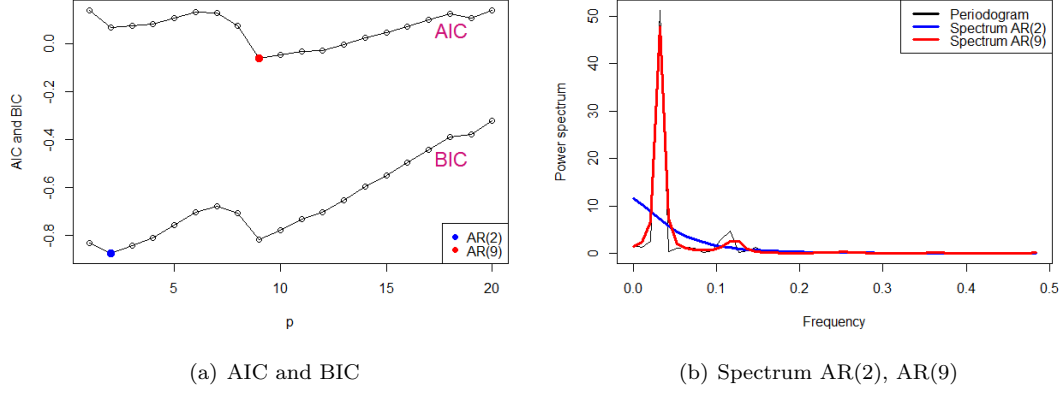 AIC and BIC
0.0
-0.2
-0.4
-0.6
-0.8
AIC
BIC
AR(2)
AR(9)
5
10
15
20
p
Power spectrum
50
40
30
20
10
0
Periodogram
Spectrum AR(2)
Spectrum AR(9)
0.0
0.1
0.2
0.3
0.4
0.5
Frequency
(a) AIC and BIC
(b) Spectrum AR(2), AR(9)